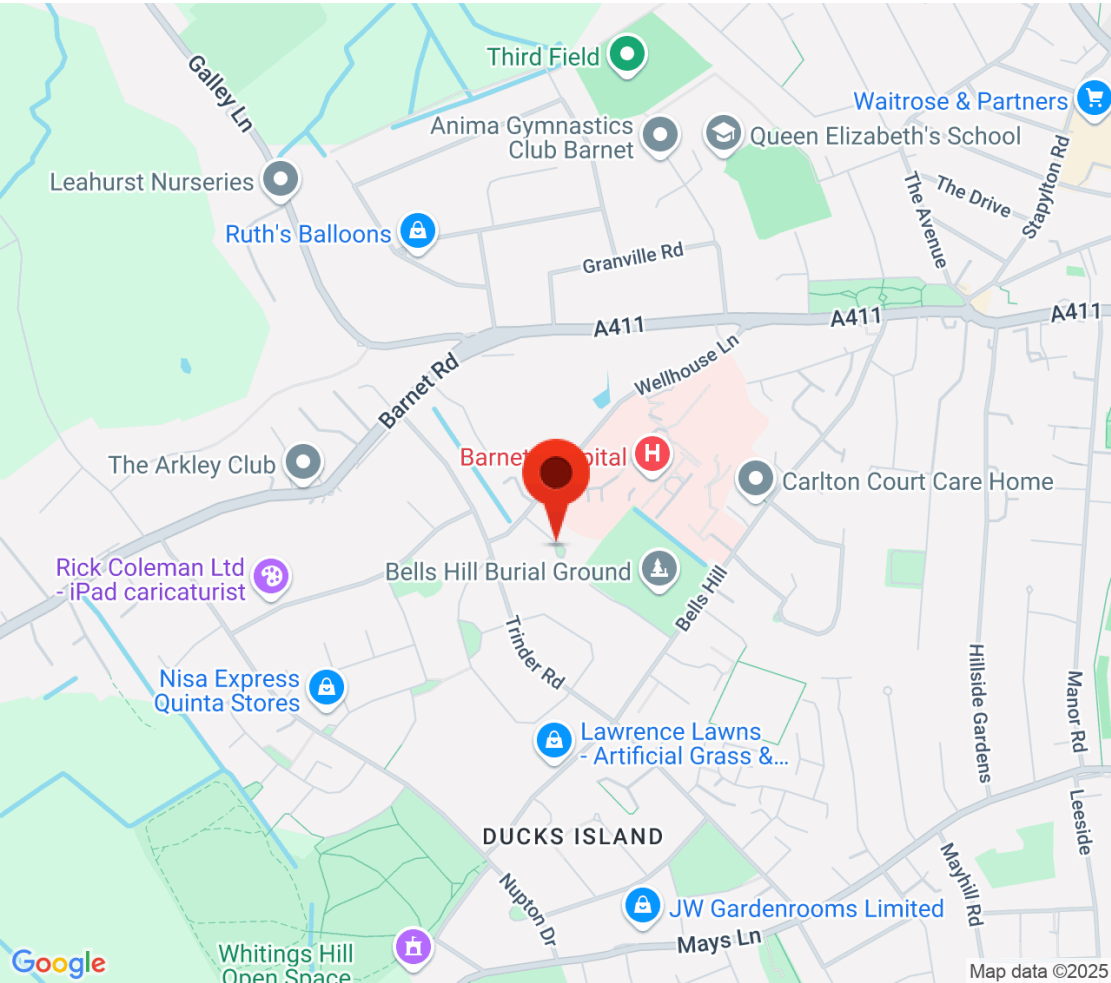 Third Field
Galley Ln
Waitrose & Partners
Anima Gymnastics
Club Barnet
Queen Elizabeth's School
Leahurst Nurseries
The Drive
Stapylton Rd
The Avenue
Ruth's Balloons
Granville Rd
A411
A411
A411
Wellhouse Ln
Barnet Rd
The Arkley Club
Barnet
pital
H
Carlton Court Care Home
Rick Coleman Ltd
- iPad caricaturist
Bells Hill Burial Ground
Bells Hill
Trinder Rd
Nisa Express
Quinta Stores
Hillside Gardens
Manor Rd
Lawrence Lawns
- Artificial Grass &...
Leeside
DUCKS ISLAND
Mayhill Rd
Nupton Dr
JW Gardenrooms Limited
Mays Ln
Whitings Hill
Open Space
Google
Map data ©2025